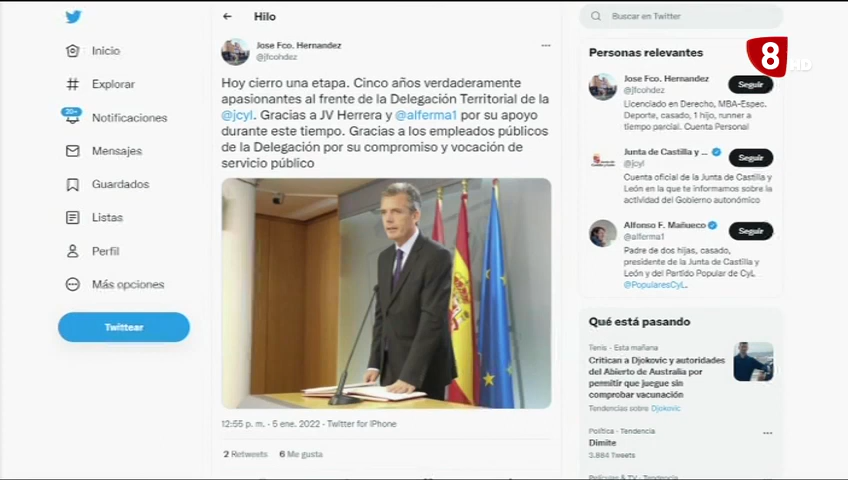 Hilo
Jose Fco. Hernandez
@jfcohdez
Hoy cierro una etapa. Cinco años verdaderamente
apasionantes al frente de la Delegación Territorial de la
@jcyl. Gracias a JV Herrera y @alferma1 por su apoyo
durante este tiempo. Gracias a los empleados públicos
de la Delegación por su compromiso y vocación de
servicio público
12:55 p. m. · 5 ene. 2022 · Twitter for iPhone
2 Retweets 6 Me gusta
20+
Inicio
Explorar
Notificaciones
Mensajes
Guardados
Listas
Perfil
Más opciones
Twittear
Buscar en Twitter
8 HD
Personas relevantes
Jose Fco. Hernandez
@jfcohdez
Seguir
Licenciado en Derecho, MBA-Espec.
Deporte, casado, 1 hijo, runner a
tiempo parcial. Cuenta Personal
Junta de Castilla y ...
@jcyl
Seguir
Cuenta oficial de la Junta de Castilla y
León en la que te informamos sobre la
actividad del Gobierno autonómico
Alfonso F. Mañueco
@alferma1
Seguir
Padre de dos hijas, casado,
presidente de la Junta de Castilla y
León y del Partido Popular de CyL
@PopularesCyL.
Qué está pasando
Tenis · Esta mañana
Critican a Djokovic y autoridades
del Abierto de Australia por
permitir que juegue sin
comprobar vacunación
Tendencias sobre Djokovic
Política · Tendencia
Dimite
3.884 Tweets
Películas & TV · Tendencia